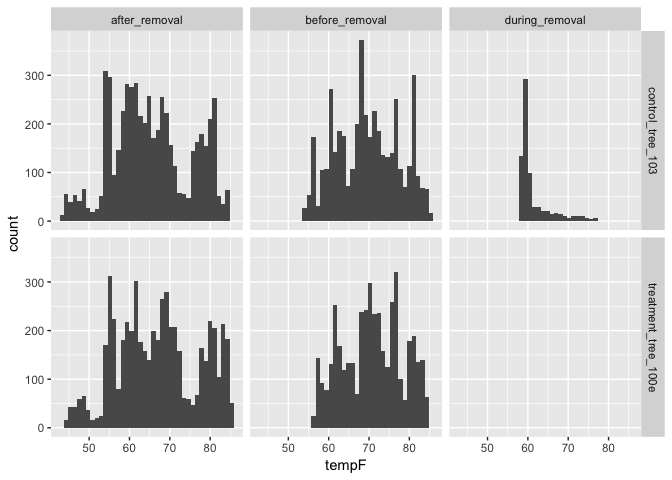 after_removal before_removal during_removal
300
200
100
0
control_tree_103
count
300
200
100
0
treatment_tree_100e
50 60 70 80 50 60 70 80 50 60 70 80
tempF